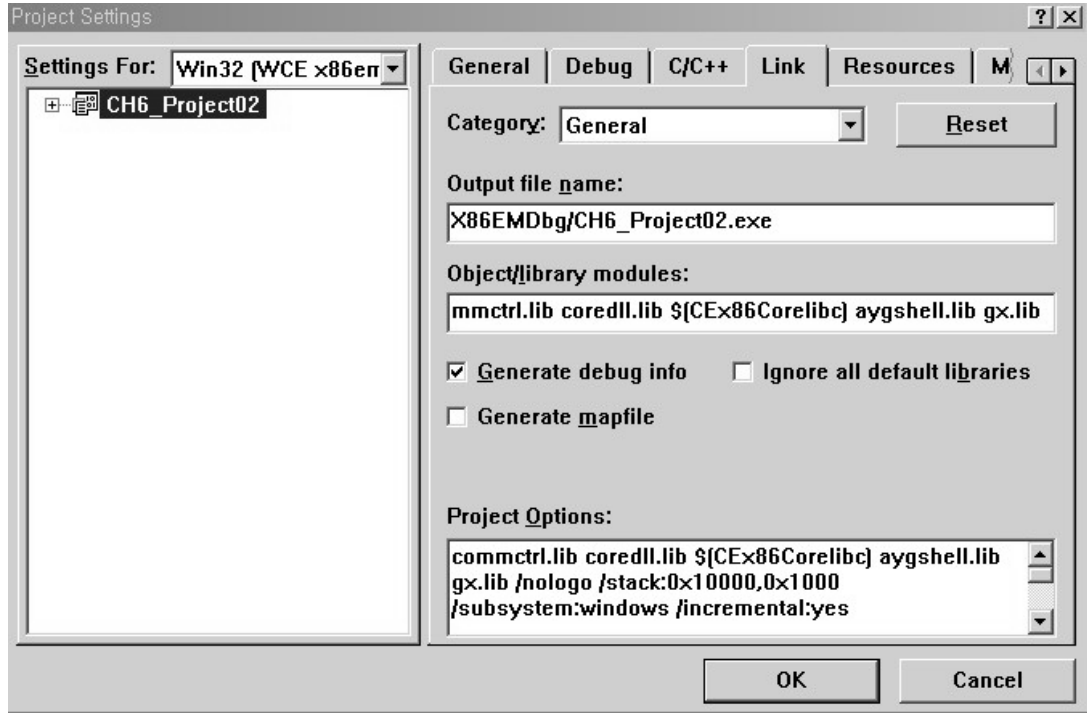 Project Settings
Settings For: Win32 (WCE x86em
CH6_Project02
General Debug C/C++ Link Resources M
Category: General Reset
Output file name:
X86EMDbg/CH6_Project02.exe
Object/library modules:
mmctrl.lib coredll.lib $(CEx86Corelibc) aygshell.lib gx.lib
Generate debug info Ignore all default libraries
Generate mapfile
Project Options:
commctrl.lib coredll.lib $(CEx86Corelibc) aygshell.lib
gx.lib /nologo /stack:0x10000,0x1000
/subsystem:windows /incremental:yes
OK Cancel